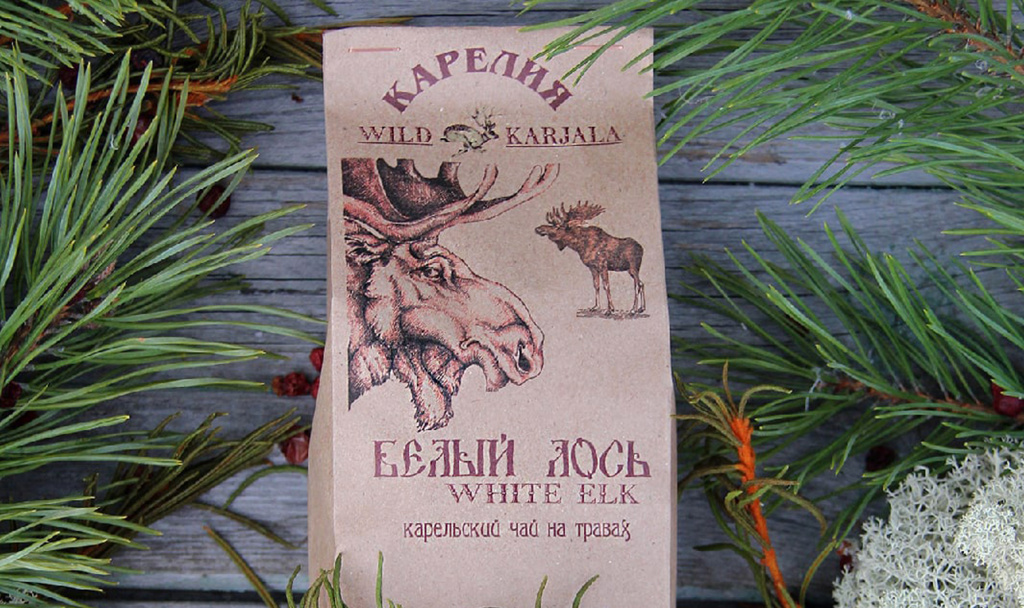 КАРЕЛИЯ
WILD KARJALA
БЕЛЫЙ ЛОСЬ
WHITE ELK
карельский чай на травах